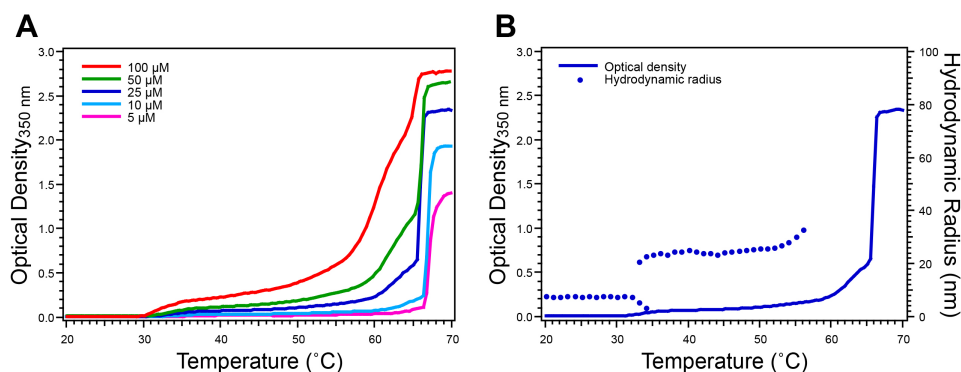 A
3.0
2.5
2.0
1.5
1.0
0.5
0.0
Optical Density350 nm
100 µM
50 µM
25 µM
10 µM
5 µM
20 30 40 50 60 70
Temperature (˚C)
B
3.0
2.5
2.0
1.5
1.0
0.5
0.0
Optical Density350 nm
Optical density
Hydrodynamic radius
100
80
60
40
20
0
Hydrodynamic Radius (nm)
20 30 40 50 60 70
Temperature (˚C)